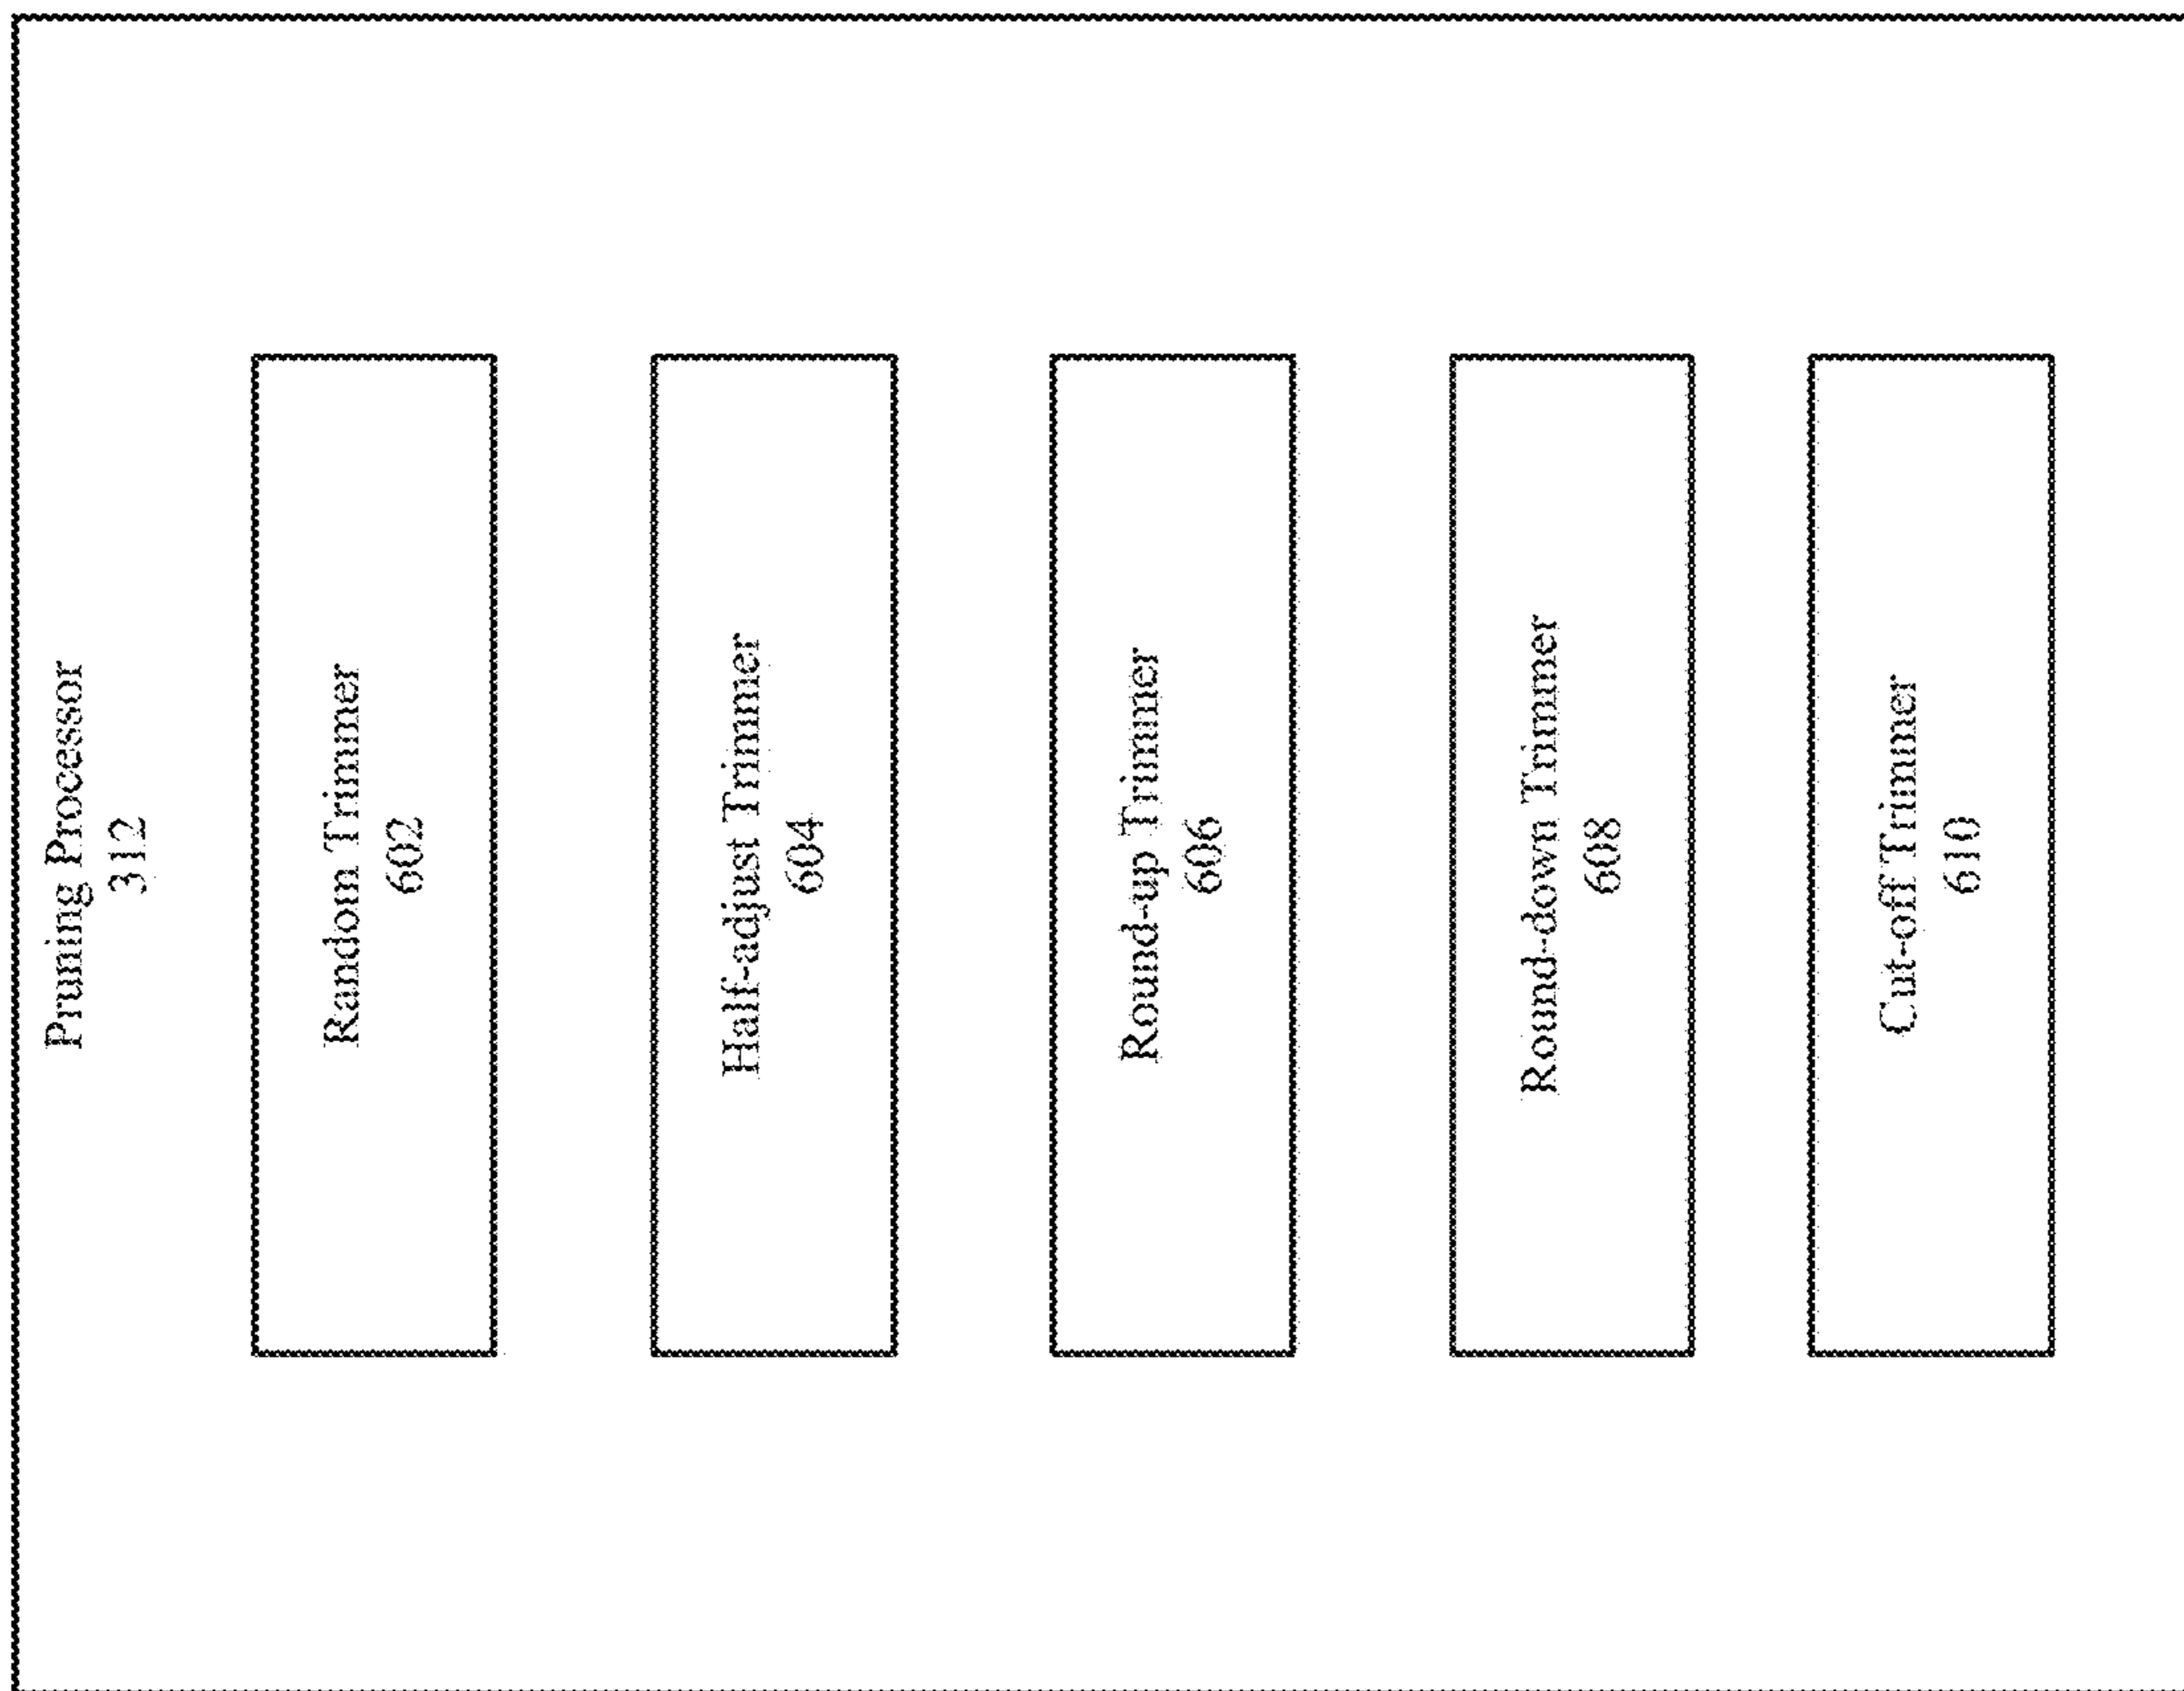 Pruning Processor
312
Random Trimmer
602
Half-adjust Trimmer
604
Round-up Trimmer
606
Round-down Trimmer
608
Cut-off Trimmer
610